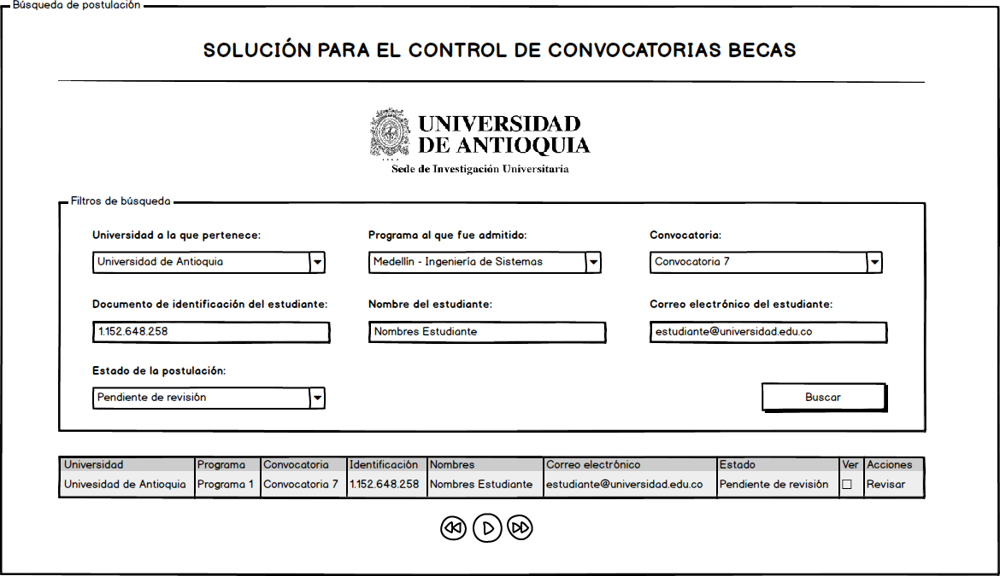 Búsqueda de postulación
SOLUCIÓN PARA EL CONTROL DE CONVOCATORIAS BECAS
UNIVERSIDAD
DE ANTIOQUIA
Sede de Investigación Universitaria
Filtros de búsqueda
Universidad a la que pertenece: Programa al que fue admitido: Convocatoria:
Universidad de Antioquia Medellín - Ingeniería de Sistemas Convocatoria 7
Documento de identificación del estudiante: Nombre del estudiante: Correo electrónico del estudiante:
1.152.648.258 Nombres Estudiante estudiante@universidad.edu.co
Estado de la postulación:
Pendiente de revisión Buscar
Universidad Programa Convocatoria Identificación Nombres Correo electrónico Estado Ver Acciones
Univesidad de Antioquia Programa 1 Convocatoria 7 1.152.648.258 Nombres Estudiante estudiante@universidad.edu.co Pendiente de revisión Revisar